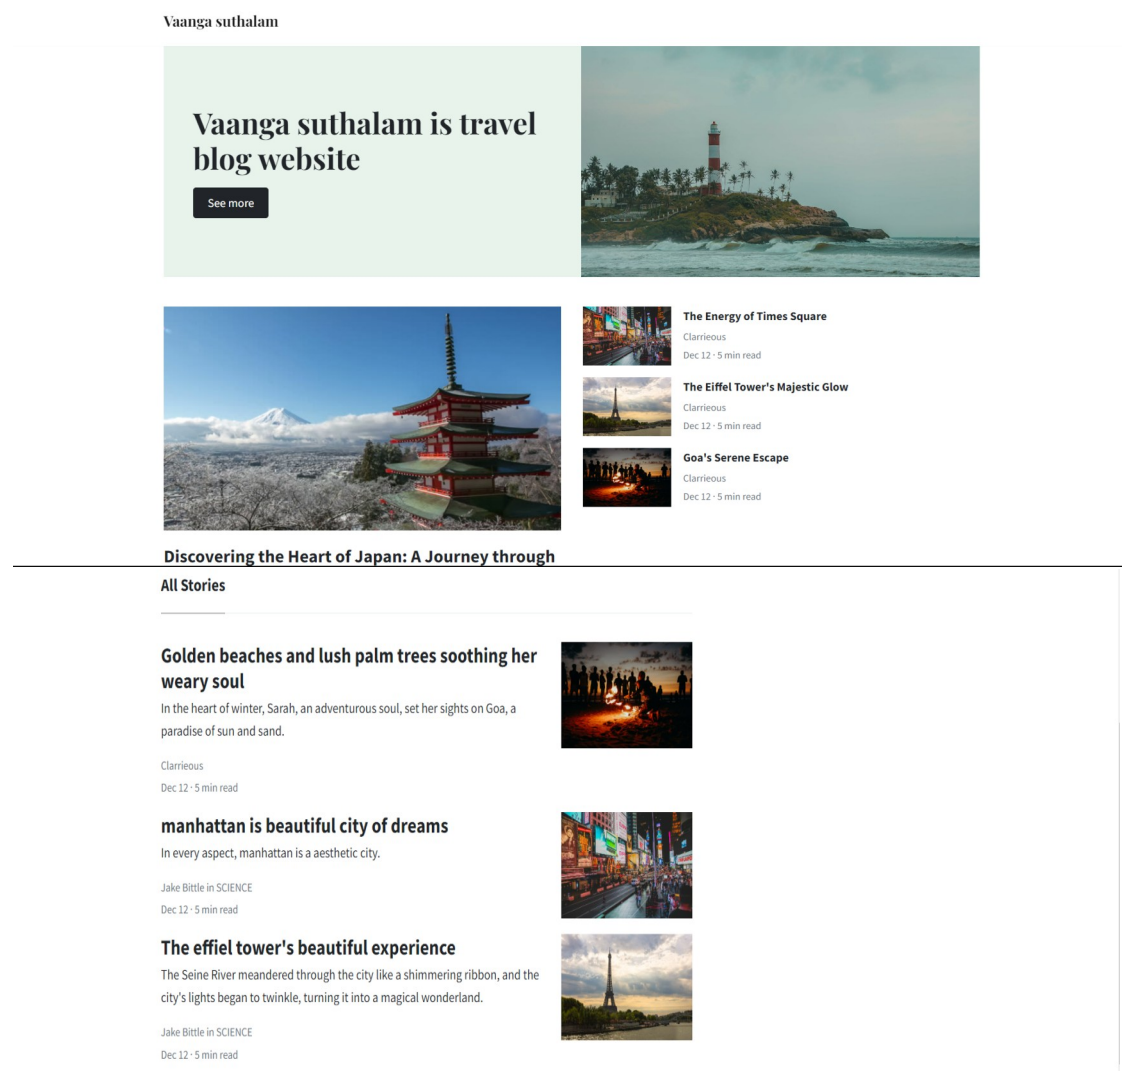 Vaanga suthalam
Vaanga suthalam is travel
blog website
See more
The Energy of Times Square
Clarrieous
Dec 12 · 5 min read
The Eiffel Tower's Majestic Glow
Clarrieous
Dec 12 · 5 min read
Goa's Serene Escape
Clarrieous
Dec 12 · 5 min read
Discovering the Heart of Japan: A Journey through
All Stories
Golden beaches and lush palm trees soothing her
weary soul
In the heart of winter, Sarah, an adventurous soul, set her sights on Goa, a
paradise of sun and sand.
Clarrieous
Dec 12 · 5 min read
manhattan is beautiful city of dreams
In every aspect, manhattan is a aesthetic city.
Jake Bittle in SCIENCE
Dec 12 · 5 min read
The effiel tower's beautiful experience
The Seine River meandered through the city like a shimmering ribbon, and the
city's lights began to twinkle, turning it into a magical wonderland.
Jake Bittle in SCIENCE
Dec 12 · 5 min read